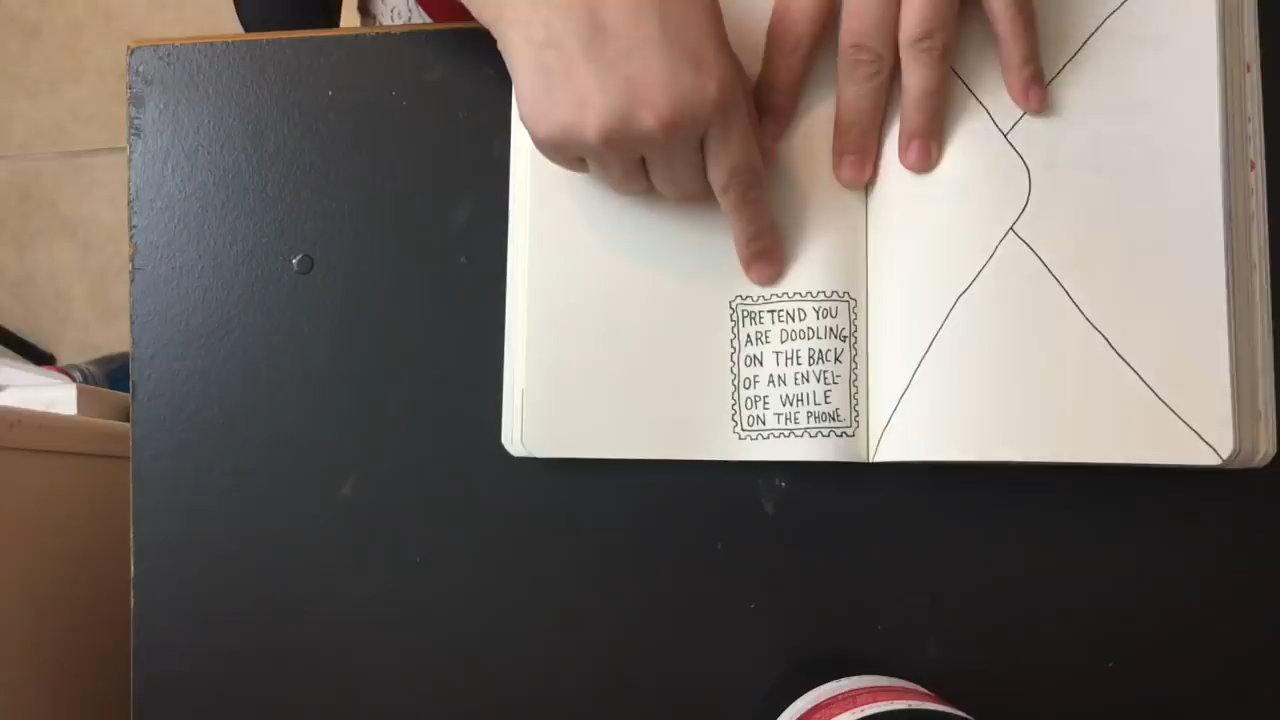 PRETEND YOU
ARE DOODLING
ON THE BACK
OF AN ENVEL-
OPE WHILE
ON THE PHONE.